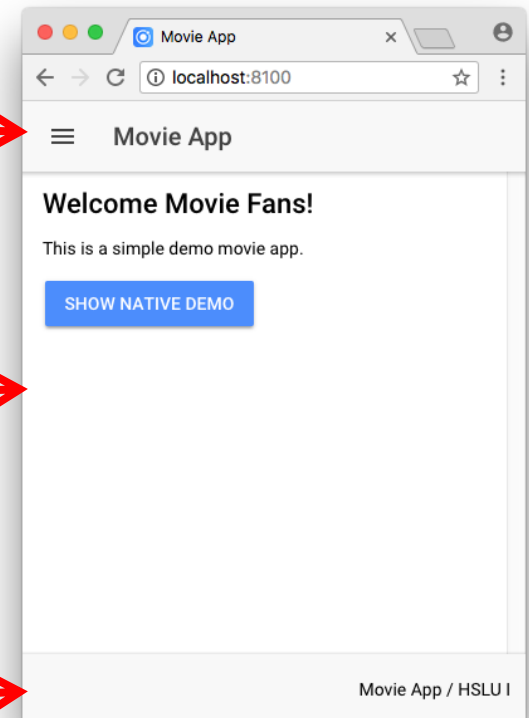 Movie App
localhost:8100
Movie App
Welcome Movie Fans!
This is a simple demo movie app.
SHOW NATIVE DEMO
Movie App / HSLU I